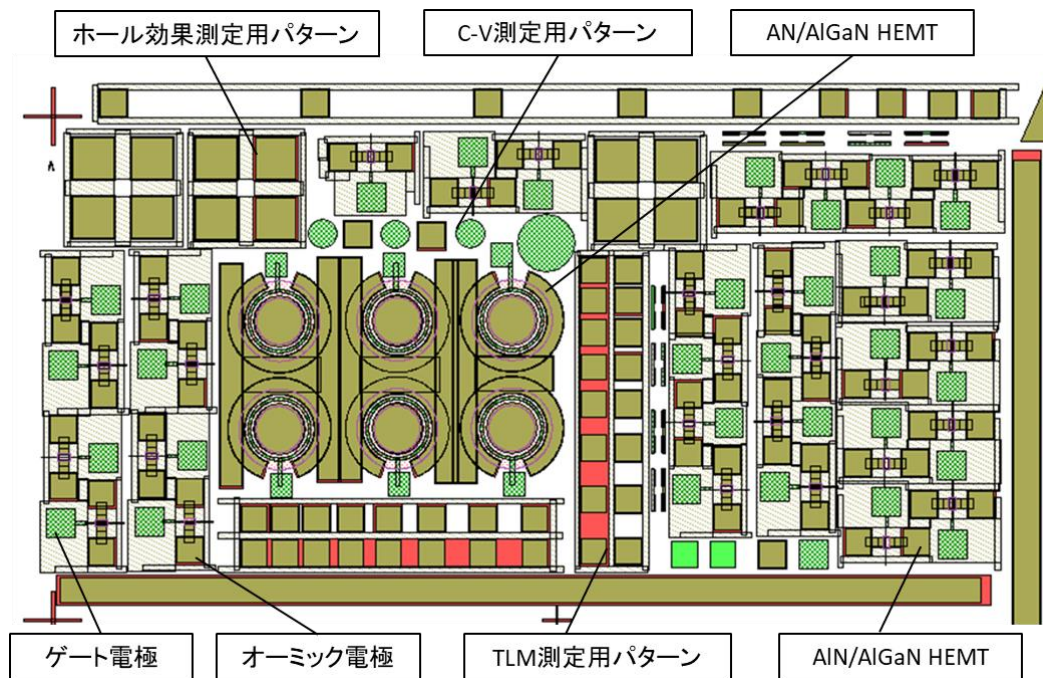 ホール効果測定用パターン
C-V測定用パターン
AN/AlGaN HEMT
A
ゲート電極
オーミック電極
TLM測定用パターン
AlN/AlGaN HEMT